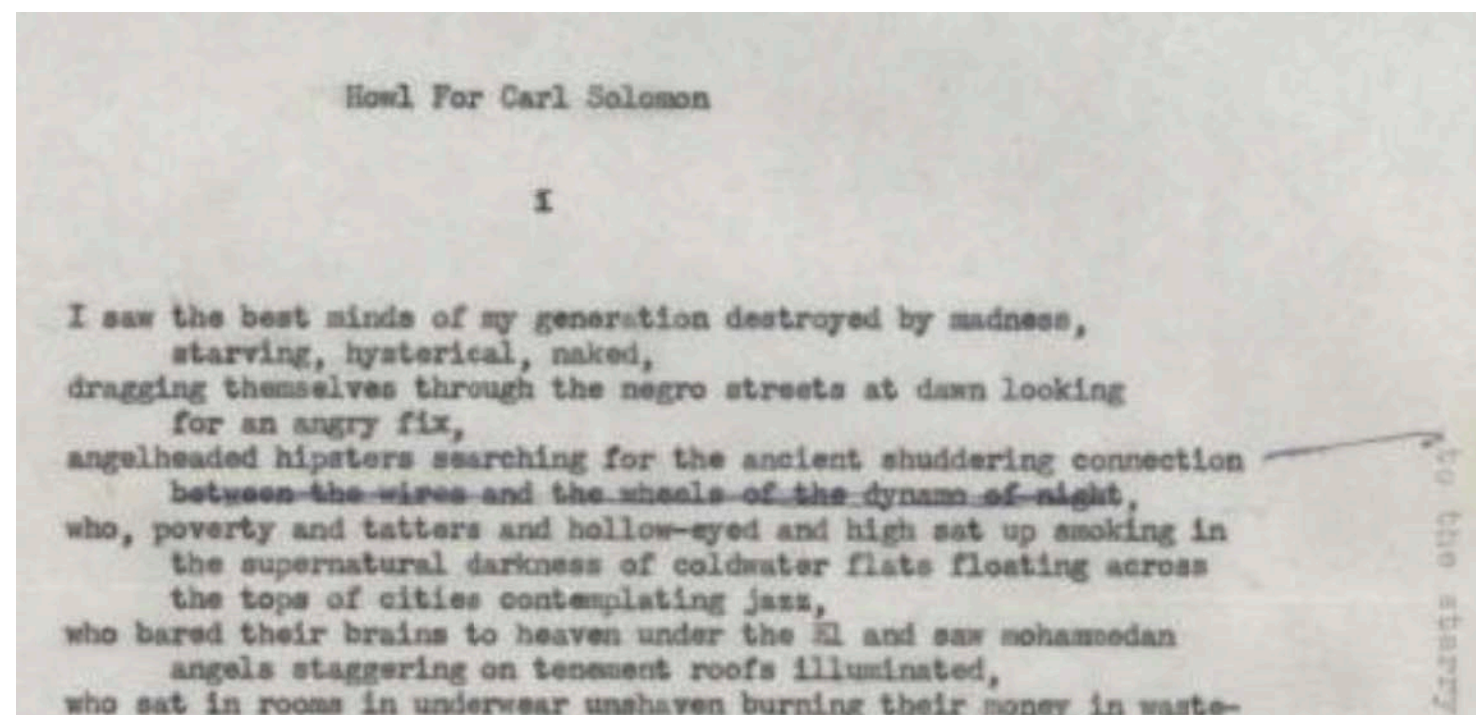 Howl For Carl Solomon
I
I saw the best minds of my generation destroyed by madness,
starving, hysterical, naked,
dragging themselves through the negro streets at dawn looking
for an angry fix,
angelheaded hipsters searching for the ancient shuddering connection
between the wires and the wheels of the dynamo of night,
who, poverty and tatters and hollow-eyed and high sat up smoking in
the supernatural darkness of coldwater flats floating across
the tops of cities contemplating jazz,
who bared their brains to heaven under the El and saw mohammedan
angels staggering on tenement roofs illuminated,
who sat in rooms in underwear unshaven burning their money in waste-
to the starry